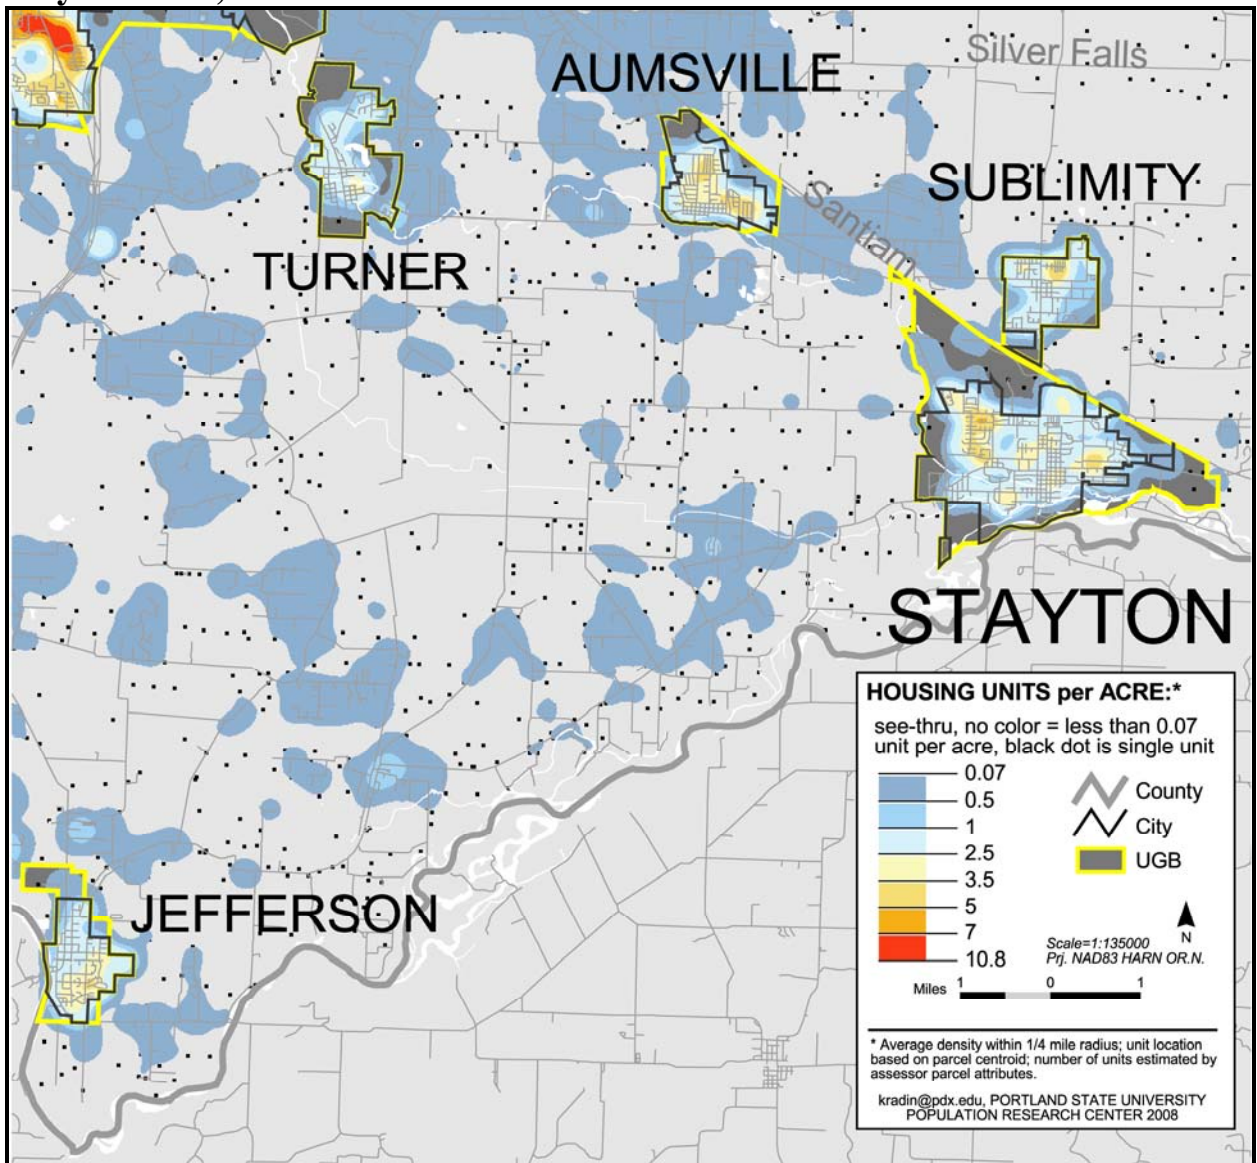 Silver Falls
AUMSVILLE
SUBLIMITY
Santiam
TURNER
STAYTON
JEFFERSON
HOUSING UNITS per ACRE:*
see-thru, no color = less than 0.07
unit per acre, black dot is single unit
0.07
0.5
1
2.5
3.5
5
7
10.8
County
City
UGB
N
Scale=1:135000
Prj. NAD83 HARN OR.N.
Miles 1 0 1
* Average density within 1/4 mile radius; unit location
based on parcel centroid; number of units estimated by
assessor parcel attributes.
kradin@pdx.edu, PORTLAND STATE UNIVERSITY
POPULATION RESEARCH CENTER 2008